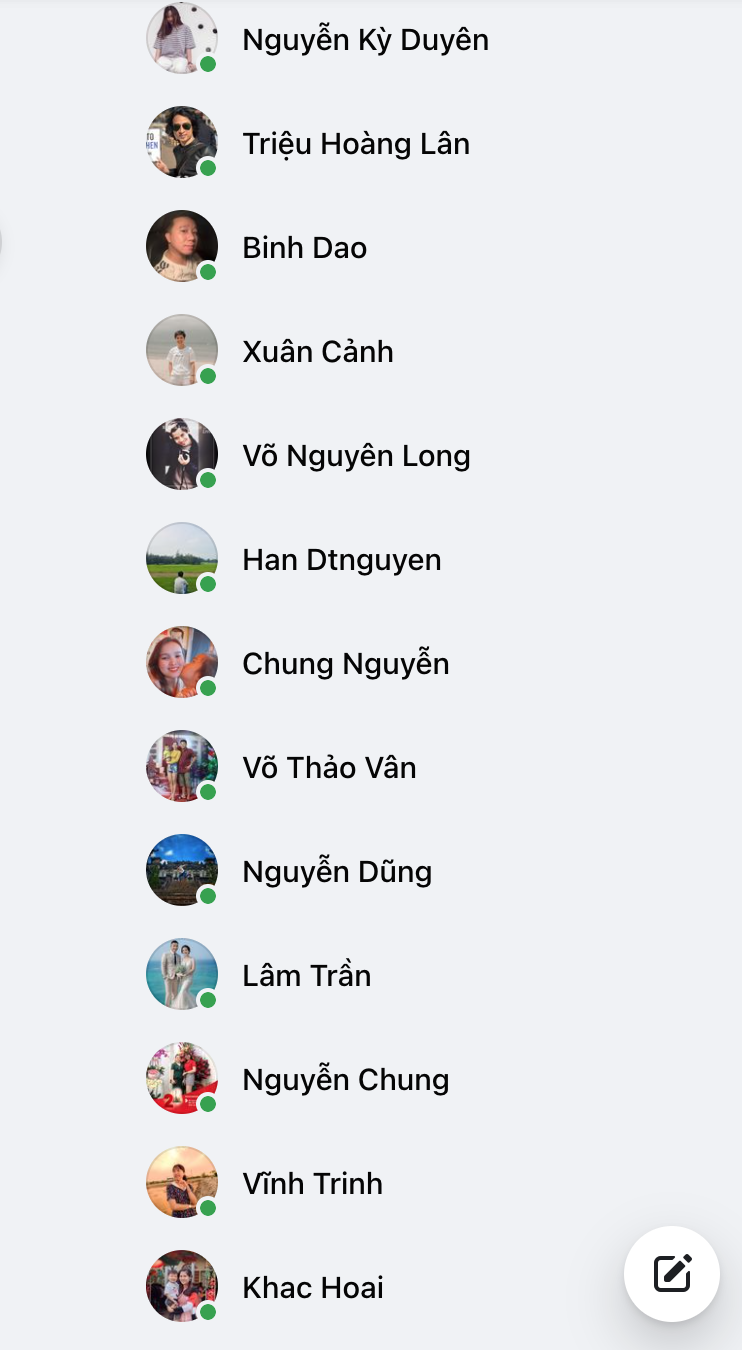 Nguyễn Kỳ Duyên
Triệu Hoàng Lân
Binh Dao
Xuân Cảnh
Võ Nguyên Long
Han Dtnguyen
Chung Nguyễn
Võ Thảo Vân
Nguyễn Dũng
Lâm Trần
Nguyễn Chung
Vĩnh Trinh
Khac Hoai